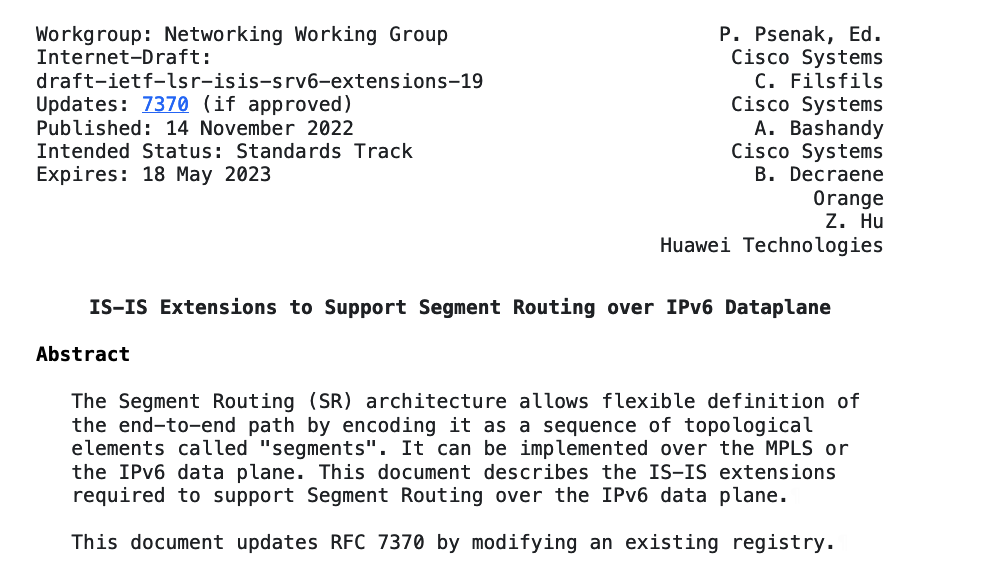 Workgroup: Networking Working Group
Internet-Draft:
draft-ietf-lsr-isis-srv6-extensions-19
Updates: 7370 (if approved)
Published: 14 November 2022
Intended Status: Standards Track
Expires: 18 May 2023
P. Psenak, Ed.
Cisco Systems
C. Filsfils
Cisco Systems
A. Bashandy
Cisco Systems
B. Decraene
Orange
Z. Hu
Huawei Technologies
IS-IS Extensions to Support Segment Routing over IPv6 Dataplane
Abstract
The Segment Routing (SR) architecture allows flexible definition of
the end-to-end path by encoding it as a sequence of topological
elements called "segments". It can be implemented over the MPLS or
the IPv6 data plane. This document describes the IS-IS extensions
required to support Segment Routing over the IPv6 data plane.
This document updates RFC 7370 by modifying an existing registry.